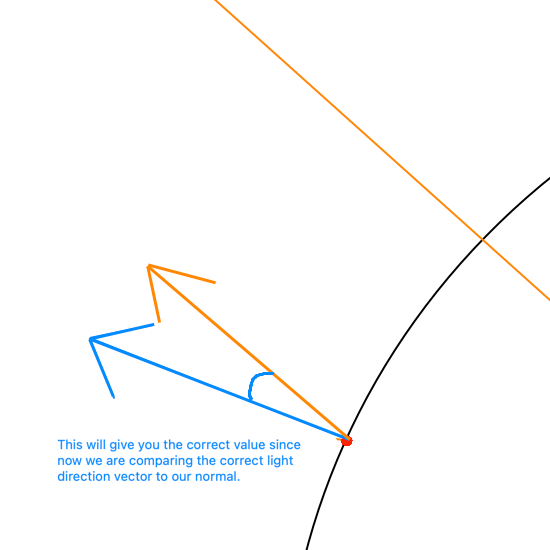 This will give you the correct value since
now we are comparing the correct light
direction vector to our normal.